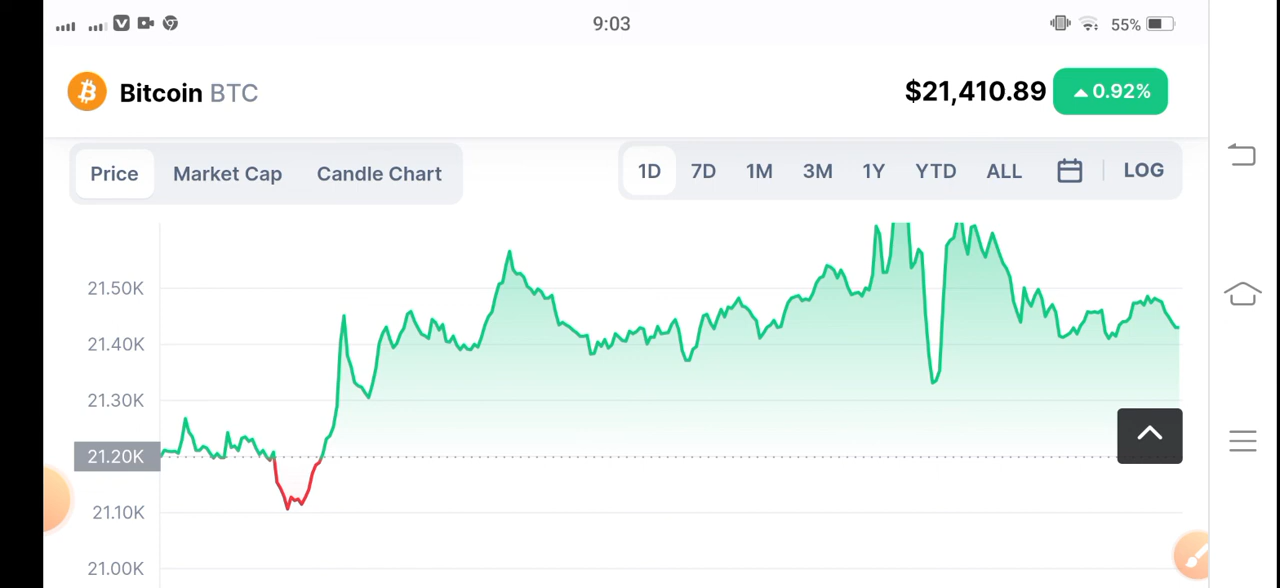 9:03
55%
Bitcoin BTC
$21,410.89 0.92%
Price Market Cap Candle Chart
1D 7D 1M 3M 1Y YTD ALL LOG
21.50K
21.40K
21.30K
21.20K
21.10K
21.00K